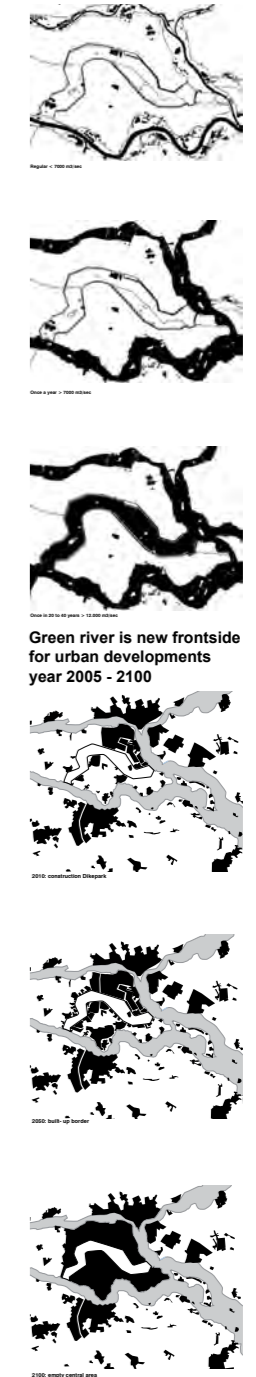 Regular < 7000 m3/sec
Once a year > 7000 m3/sec
Once in 20 to 40 years > 12.000 m3/sec
Green river is new frontside
for urban developments
year 2005 - 2100
2010: construction Dikepark
2050: built- up border
2100: empty central area